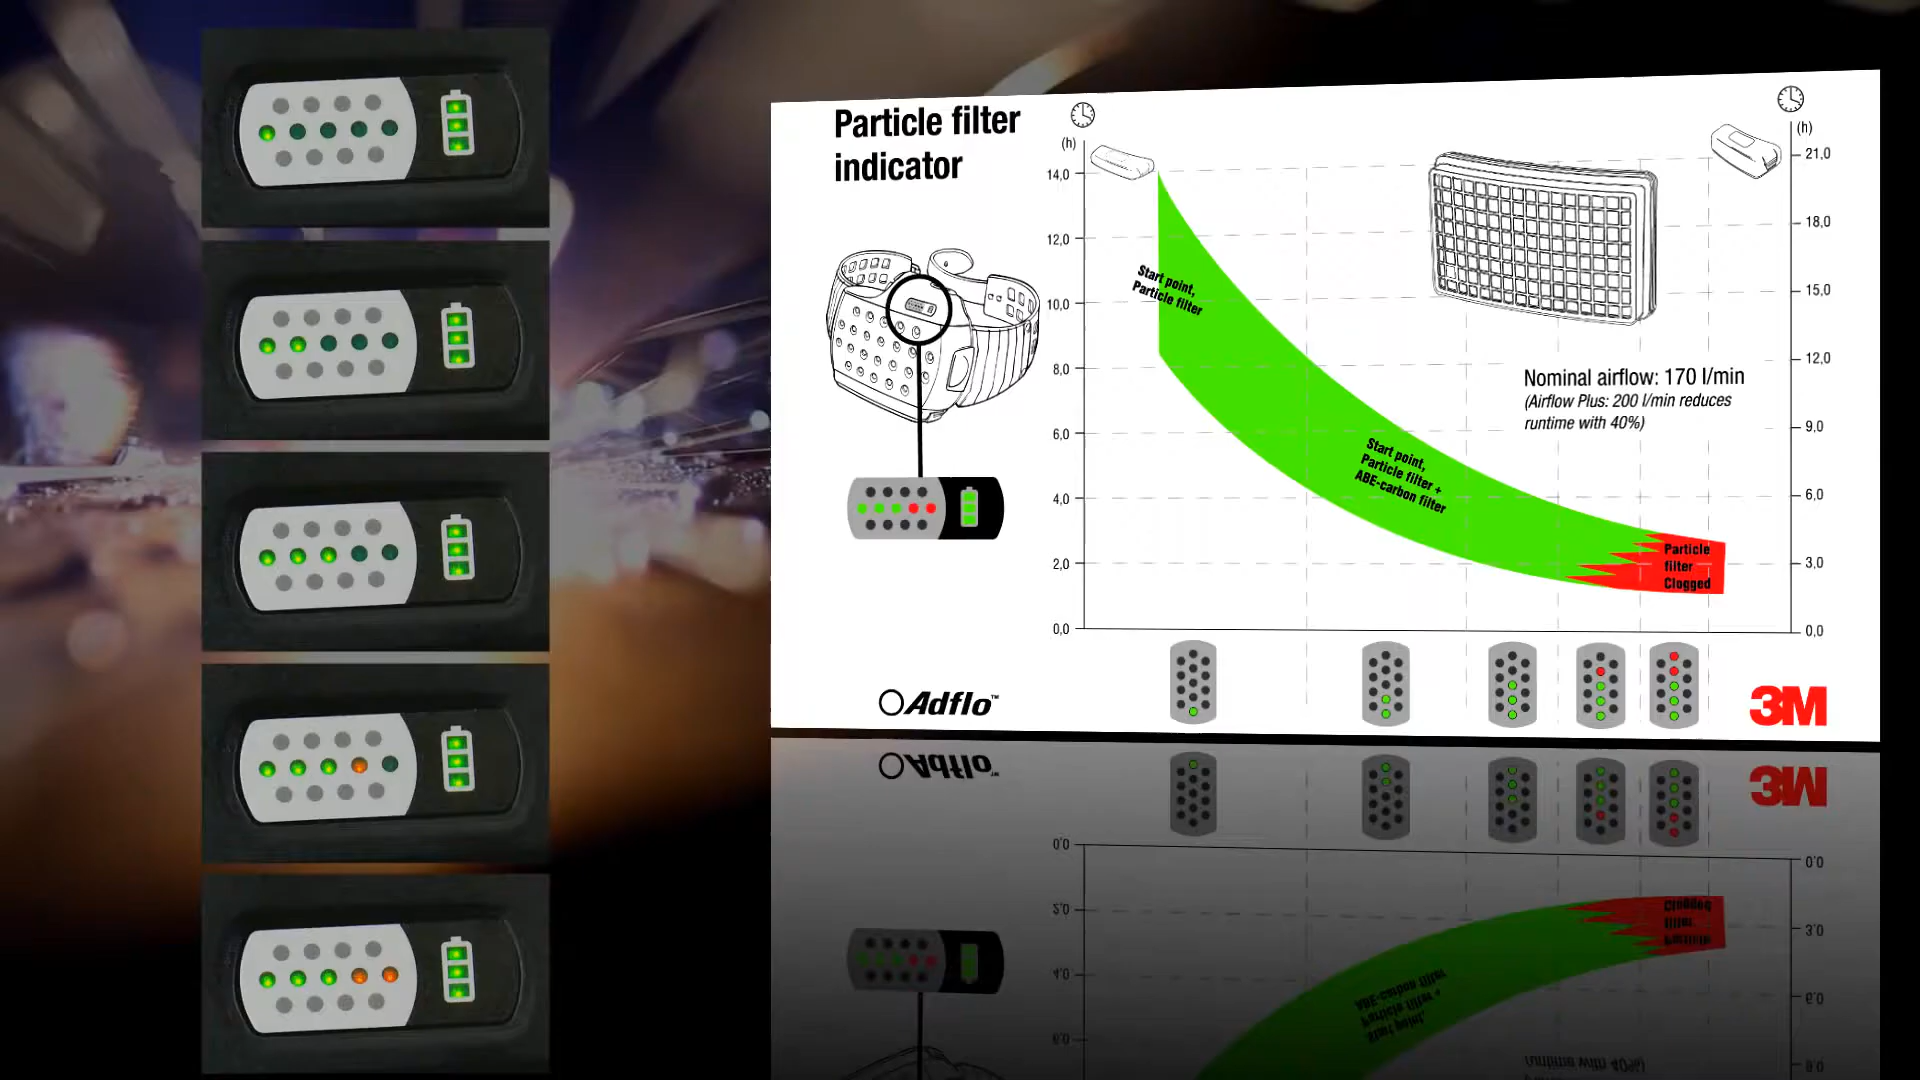 Particle filter
indicator
(h)
14,0
12,0
10,0
8,0
6,0
4,0
2,0
0,0
Start point,
Particle filter
Start point,
Particle filter +
ABE-carbon filter
Particle
filter
Clogged
Nominal airflow: 170 l/min
(Airflow Plus: 200 l/min reduces
runtime with 40%)
(h)
21,0
18,0
15,0
12,0
9,0
6,0
3,0
0,0
Adflo™
3M